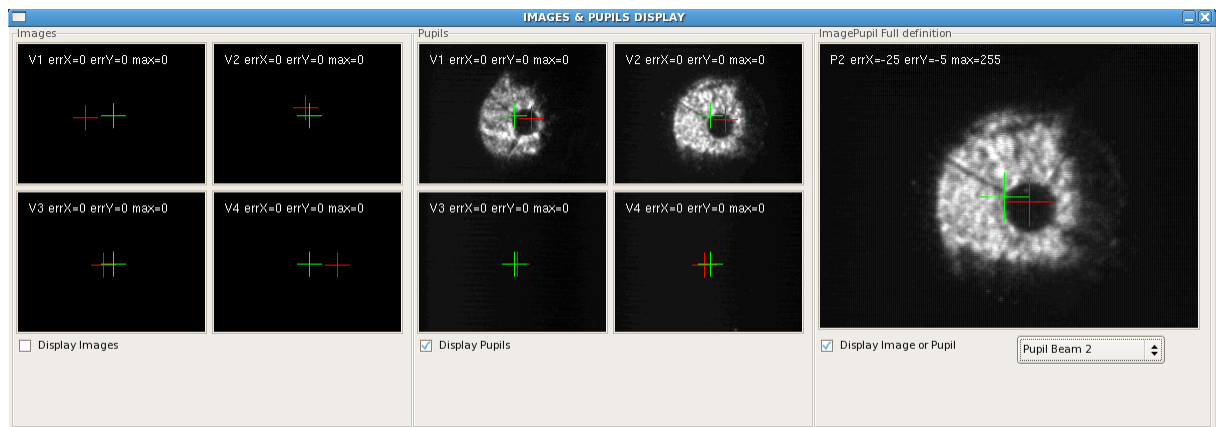 IMAGES & PUPILS DISPLAY
Images
V1 errX=0 errY=0 max=0
V2 errX=0 errY=0 max=0
V3 errX=0 errY=0 max=0
V4 errX=0 errY=0 max=0
Display Images
Pupils
V1 errX=0 errY=0 max=0
V2 errX=0 errY=0 max=0
V3 errX=0 errY=0 max=0
V4 errX=0 errY=0 max=0
Display Pupils
ImagePupil Full definition
P2 errX=-25 errY=-5 max=255
Display Image or Pupil
Pupil Beam 2